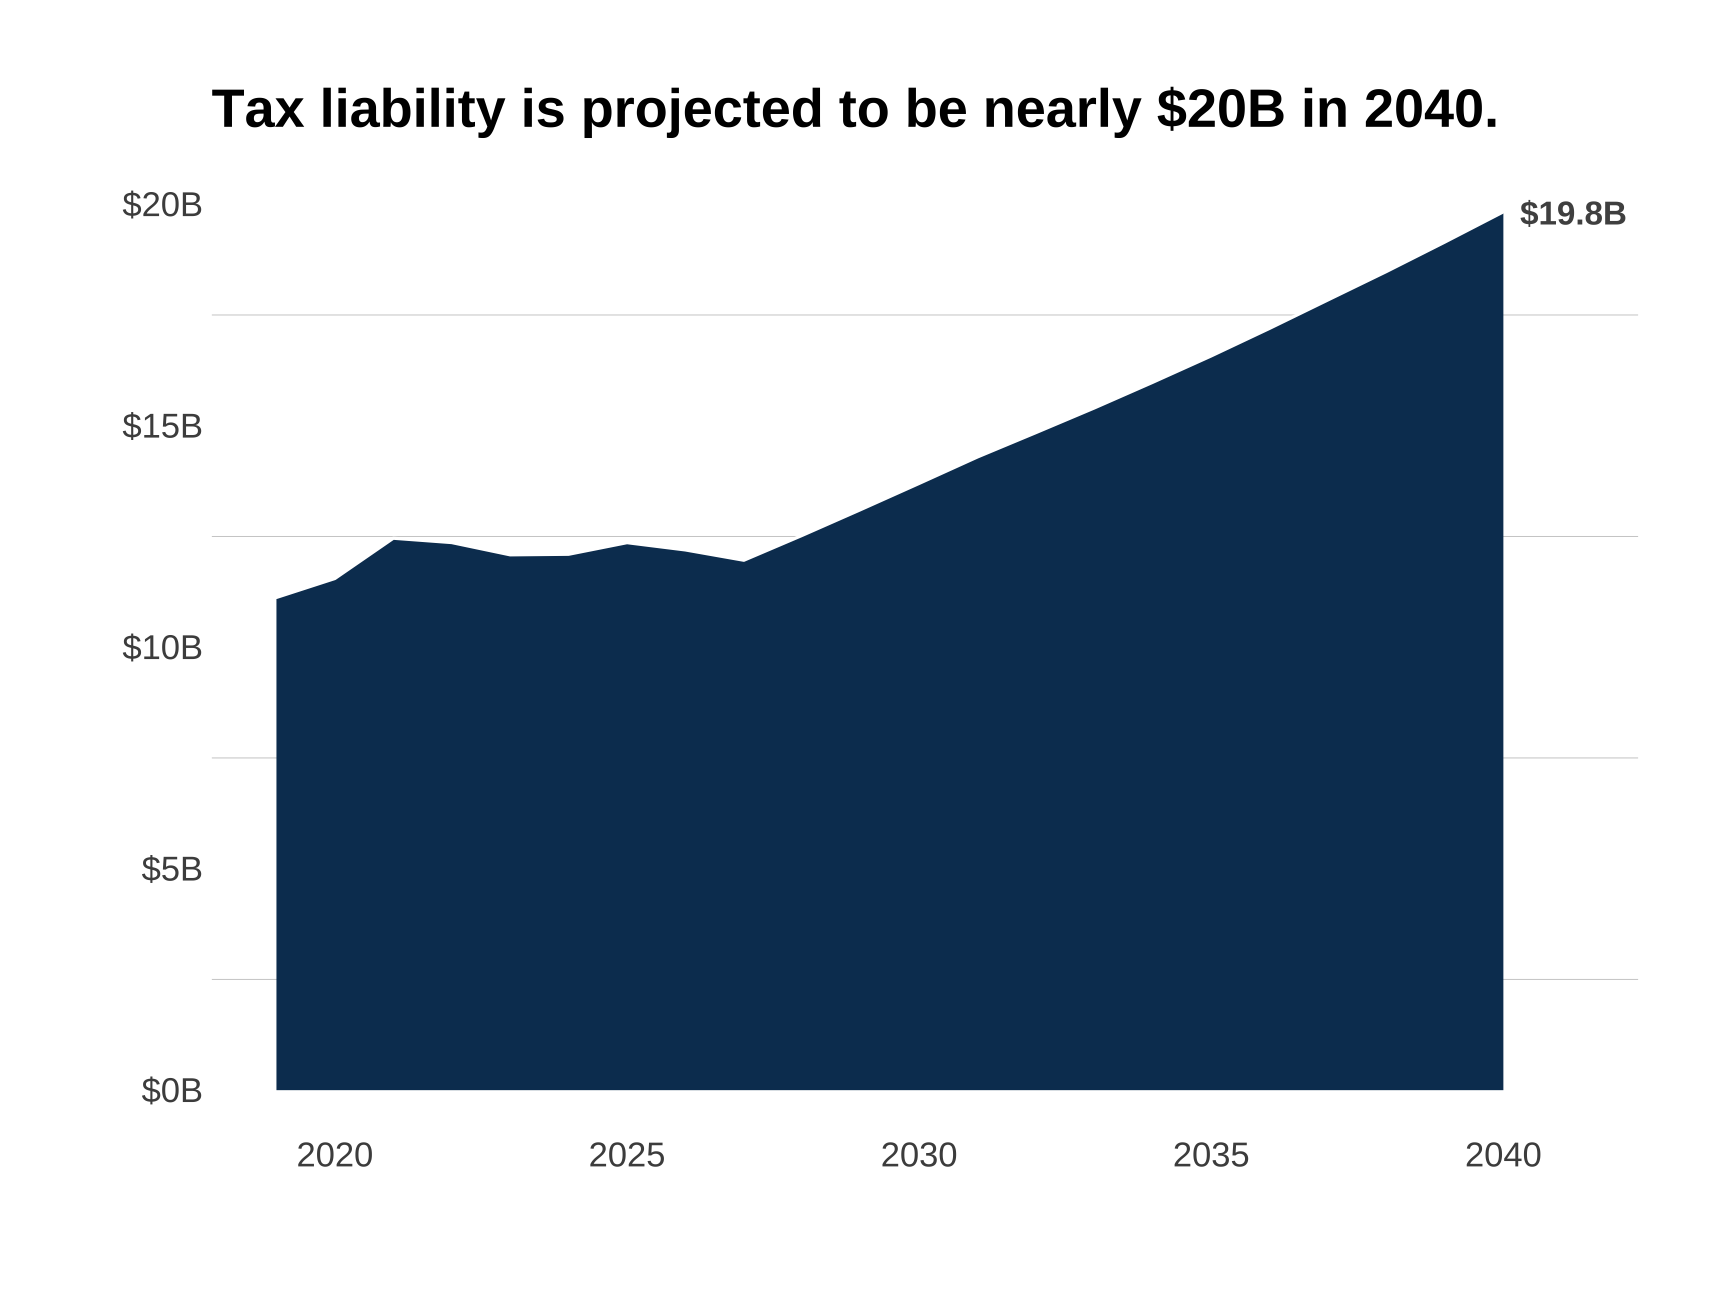 Tax liability is projected to be nearly $20B in 2040.
$20B
$19.8B
$15B
$10B
$5B
$0B
2020 2025 2030 2035 2040